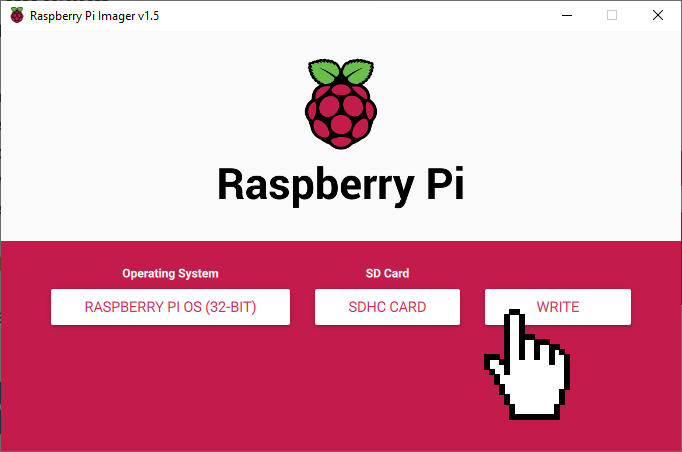 Raspberry Pi Imager v1.5
Raspberry Pi
Operating System
SD Card
RASPBERRY PI OS (32-BIT)
SDHC CARD
WRITE